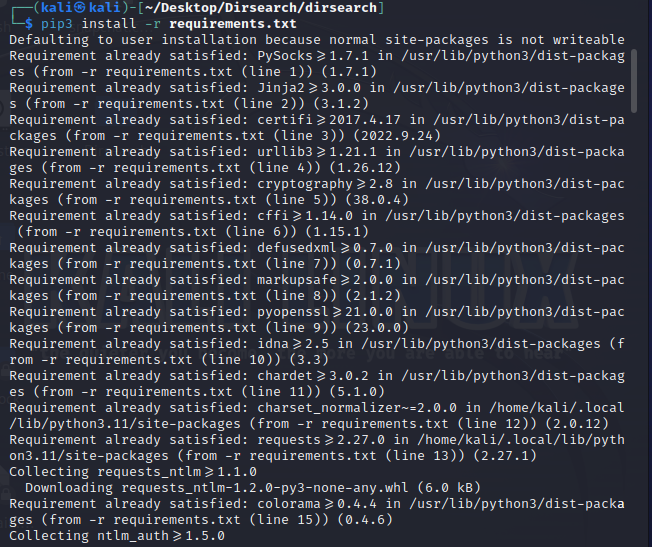 ┌──(kali㉿kali)-[~/Desktop/Dirsearch/dirsearch]
└─$ pip3 install -r requirements.txt
Defaulting to user installation because normal site-packages is not writeable
Requirement already satisfied: PySocks≥1.7.1 in /usr/lib/python3/dist-packag
es (from -r requirements.txt (line 1)) (1.7.1)
Requirement already satisfied: Jinja2≥3.0.0 in /usr/lib/python3/dist-package
s (from -r requirements.txt (line 2)) (3.1.2)
Requirement already satisfied: certifi≥2017.4.17 in /usr/lib/python3/dist-pa
ckages (from -r requirements.txt (line 3)) (2022.9.24)
Requirement already satisfied: urllib3≥1.21.1 in /usr/lib/python3/dist-packa
ges (from -r requirements.txt (line 4)) (1.26.12)
Requirement already satisfied: cryptography≥2.8 in /usr/lib/python3/dist-pac
kages (from -r requirements.txt (line 5)) (38.0.4)
Requirement already satisfied: cffi≥1.14.0 in /usr/lib/python3/dist-packages
 (from -r requirements.txt (line 6)) (1.15.1)
Requirement already satisfied: defusedxml≥0.7.0 in /usr/lib/python3/dist-pac
kages (from -r requirements.txt (line 7)) (0.7.1)
Requirement already satisfied: markupsafe≥2.0.0 in /usr/lib/python3/dist-pac
kages (from -r requirements.txt (line 8)) (2.1.2)
Requirement already satisfied: pyopenssl≥21.0.0 in /usr/lib/python3/dist-pac
kages (from -r requirements.txt (line 9)) (23.0.0)
Requirement already satisfied: idna≥2.5 in /usr/lib/python3/dist-packages (f
rom -r requirements.txt (line 10)) (3.3)
Requirement already satisfied: chardet≥3.0.2 in /usr/lib/python3/dist-packag
es (from -r requirements.txt (line 11)) (5.1.0)
Requirement already satisfied: charset_normalizer~=2.0.0 in /home/kali/.local
/lib/python3.11/site-packages (from -r requirements.txt (line 12)) (2.0.12)
Requirement already satisfied: requests≥2.27.0 in /home/kali/.local/lib/pyth
on3.11/site-packages (from -r requirements.txt (line 13)) (2.27.1)
Collecting requests_ntlm≥1.1.0
  Downloading requests_ntlm-1.2.0-py3-none-any.whl (6.0 kB)
Requirement already satisfied: colorama≥0.4.4 in /usr/lib/python3/dist-packa
ges (from -r requirements.txt (line 15)) (0.4.6)
Collecting ntlm_auth≥1.5.0